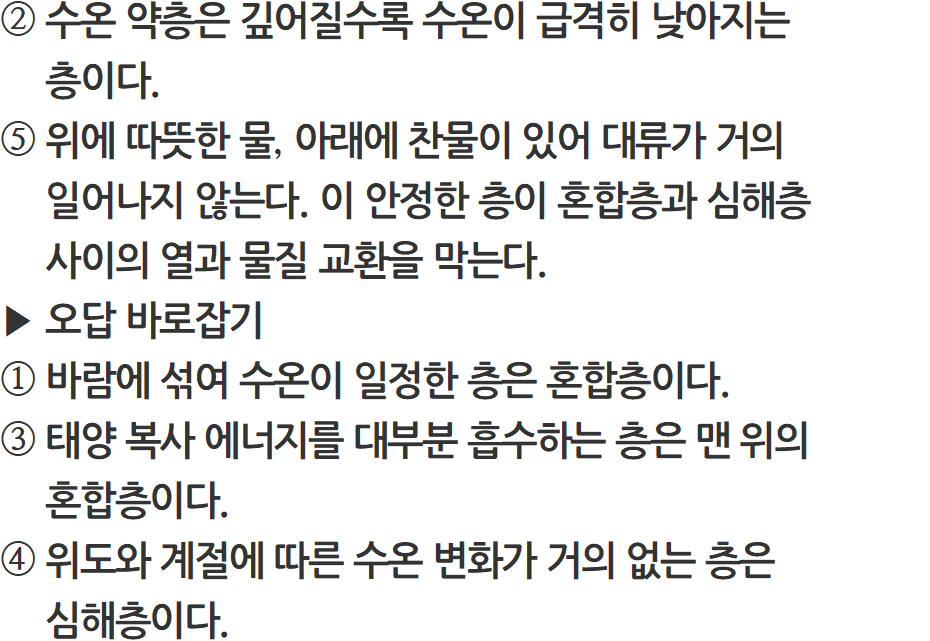 ② 수온 약층은 깊어질수록 수온이 급격히 낮아지는
층이다.
⑤ 위에 따뜻한 물, 아래에 찬물이 있어 대류가 거의
일어나지 않는다. 이 안정한 층이 혼합층과 심해층
사이의 열과 물질 교환을 막는다.
▶ 오답 바로잡기
① 바람에 섞여 수온이 일정한 층은 혼합층이다.
③ 태양 복사 에너지를 대부분 흡수하는 층은 맨 위의
혼합층이다.
④ 위도와 계절에 따른 수온 변화가 거의 없는 층은
심해층이다.